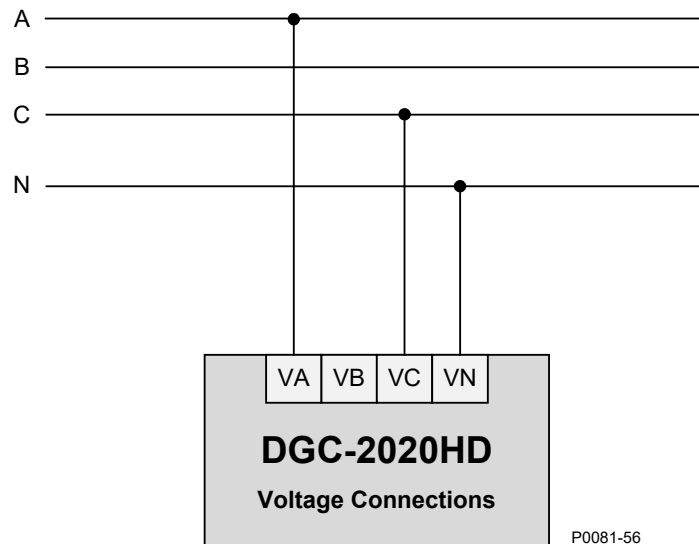 A
B
C
N
VA VB VC VN
DGC-2020HD
Voltage Connections
P0081-56